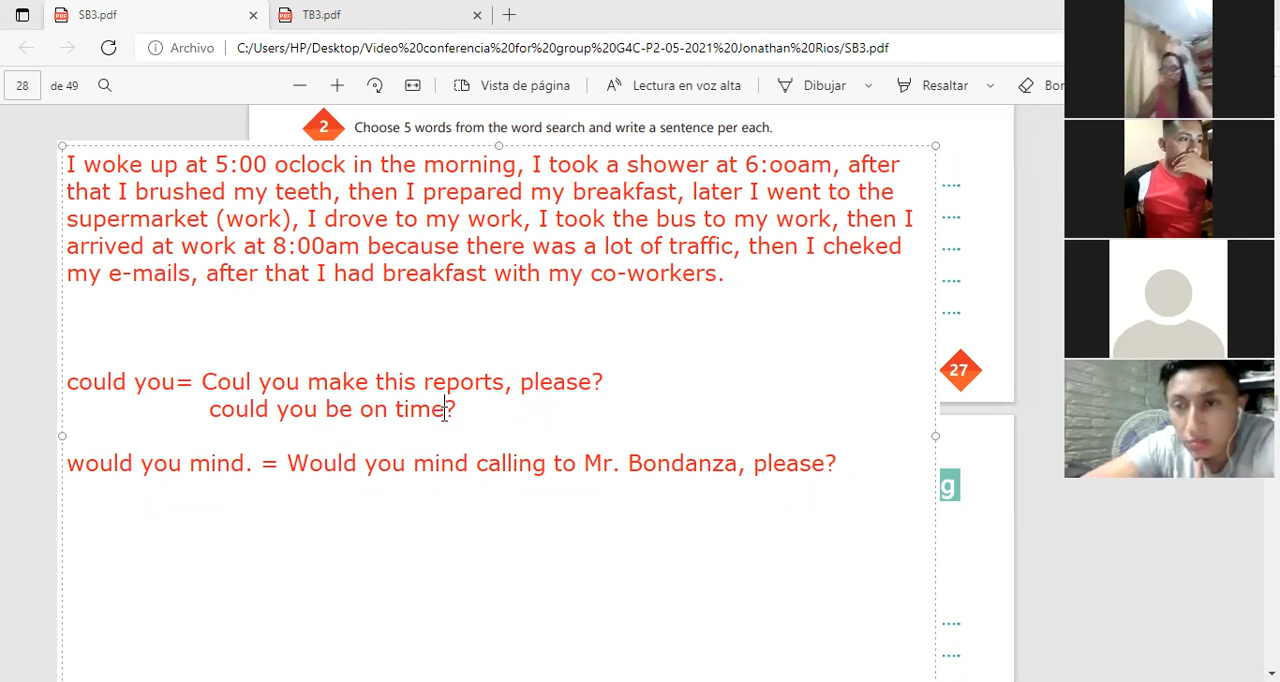 SB3.pdf
TB3.pdf
Archivo C:/Users/HP/Desktop/Video%20conferencia%20for%20group%20G4C-P2-05-2021%20Jonathan%20Rios/SB3.pdf
28 de 49 Vista de página Lectura en voz alta Dibujar Resaltar Bor
2 Choose 5 words from the word search and write a sentence per each.
I woke up at 5:00 oclock in the morning, I took a shower at 6:ooam, after
that I brushed my teeth, then I prepared my breakfast, later I went to the
supermarket (work), I drove to my work, I took the bus to my work, then I
arrived at work at 8:00am because there was a lot of traffic, then I cheked
my e-mails, after that I had breakfast with my co-workers.
27
could you= Coul you make this reports, please?
could you be on time?
would you mind. = Would you mind calling to Mr. Bondanza, please?
g